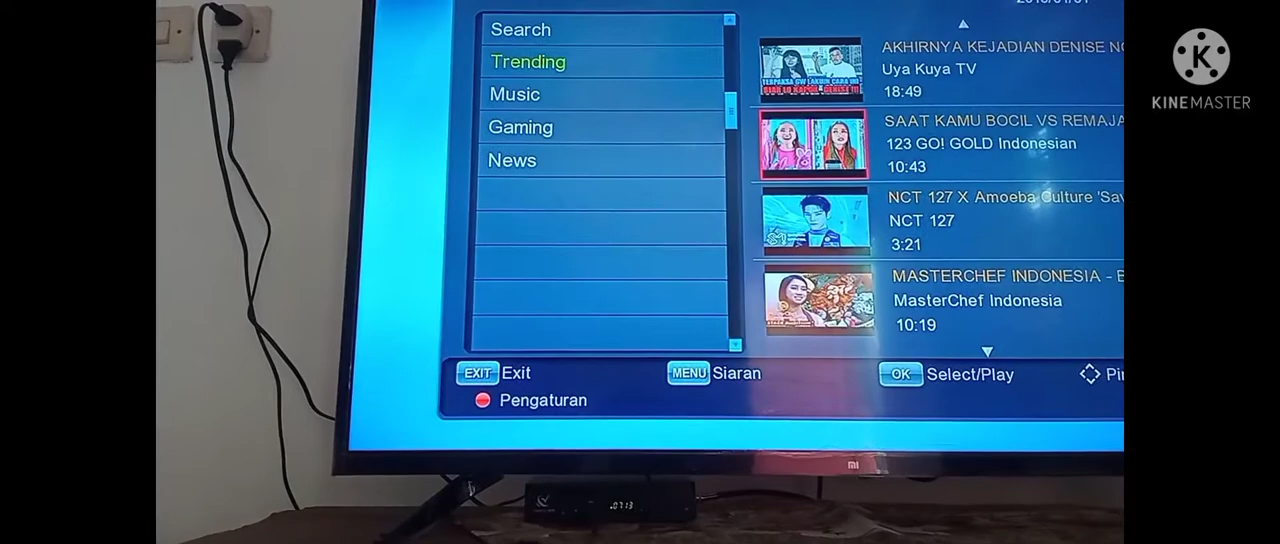 Search
Trending
Music
Gaming
News
AKHIRNYA KEJADIAN DENISE
Uya Kuya TV
18:49
SAAT KAMU BOCIL VS REMAJA
123 GO! GOLD Indonesian
10:43
NCT 127 X Amoeba Culture 'Sav
NCT 127
3:21
MASTERCHEF INDONESIA -
MasterChef Indonesia
10:19
EXIT Exit
MENU Siaran
OK Select/Play
Pengaturan
mi
K
KINEMASTER